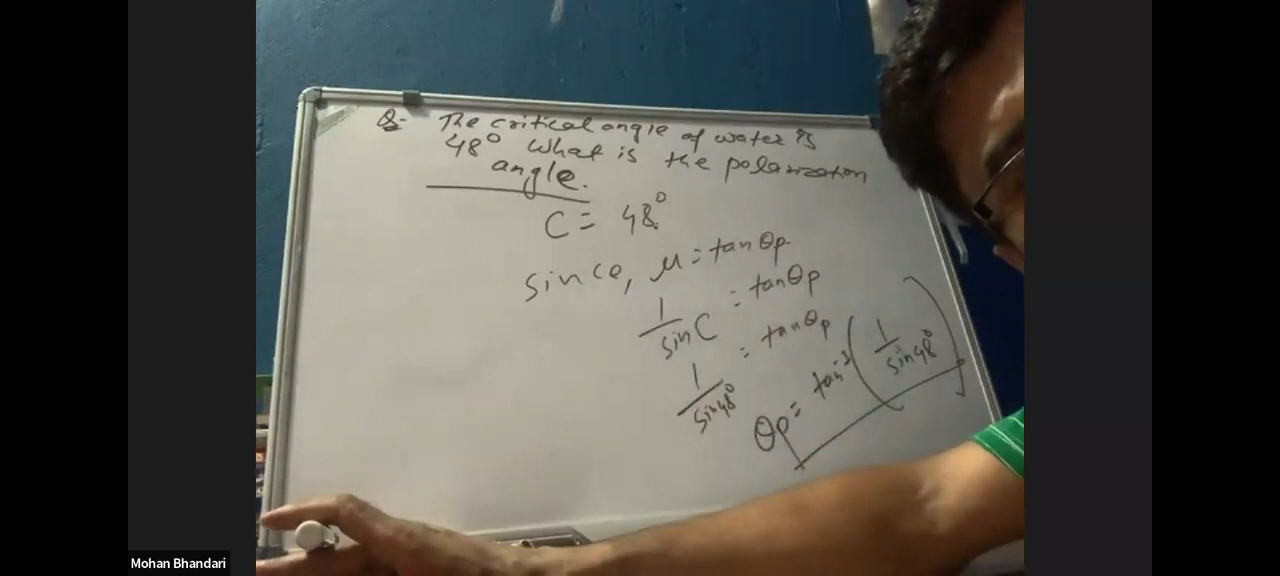 Q- The critical angle of water is
48° What is the polarization
angle.
C = 48°
Since, μ = tanθp
1/sinC = tanθp
1/sin48° = tanθp
θp = tan⁻¹(1/sin48°)
Mohan Bhandari